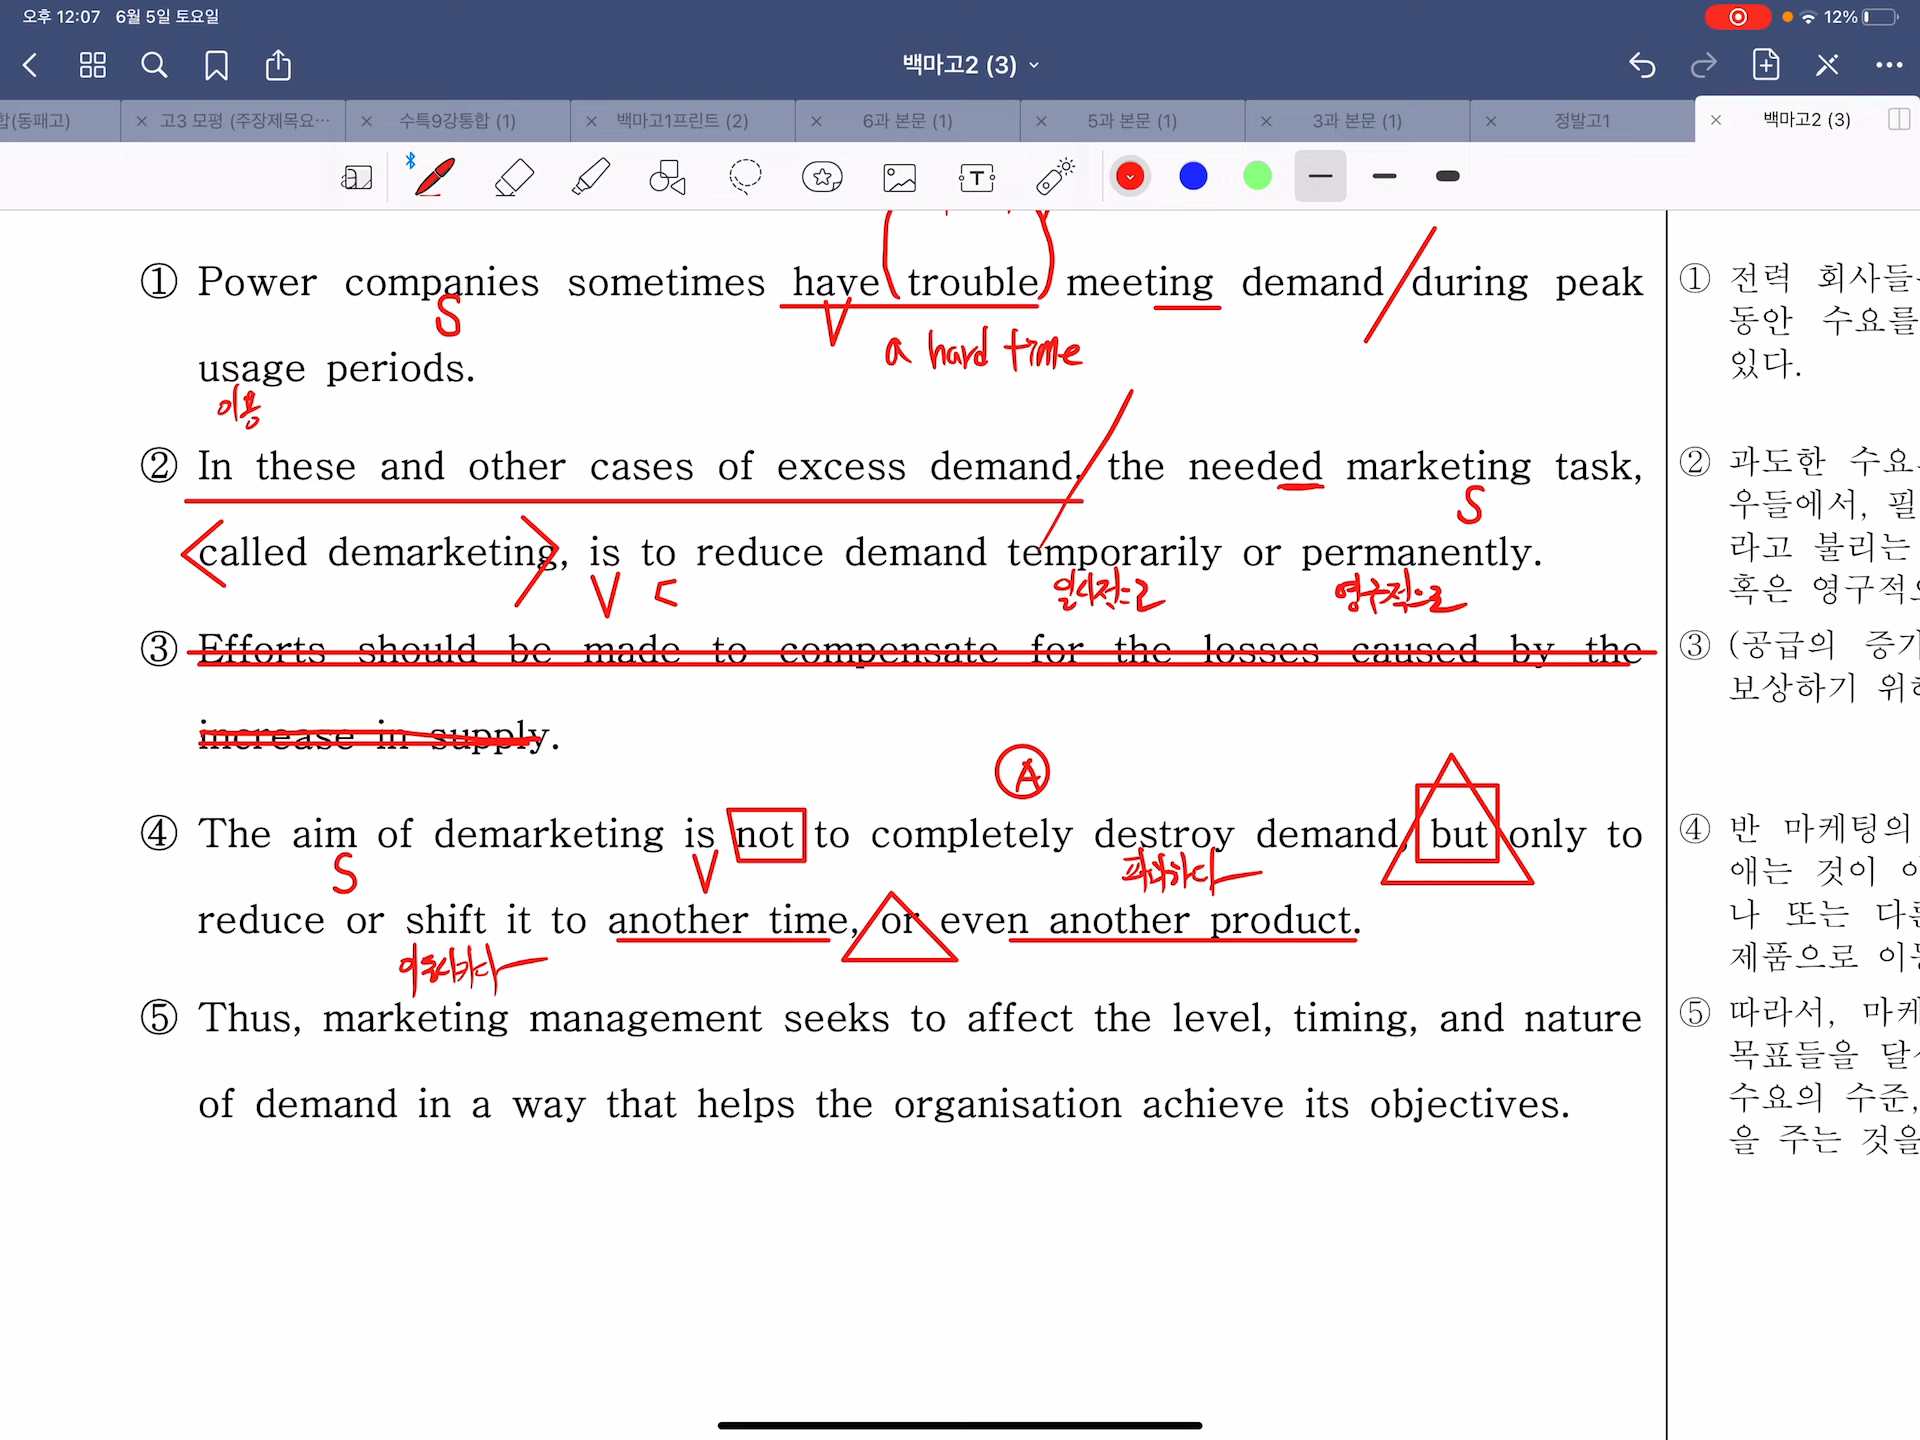 오후 12:07 6월 5일 토요일 12%
백마고2 (3)
합(동패고) 고3 모평 (주장제목요… 수특9강통합 (1) 백마고1프린트 (2) 6과 본문 (1) 5과 본문 (1) 3과 본문 (1) 정발고1 백마고2 (3)
① Power companies sometimes have trouble meeting demand during peak
S V a hard time
usage periods.
이용
② In these and other cases of excess demand, the needed marketing task,
S
called demarketing, is to reduce demand temporarily or permanently.
V C 일시적으로 영구적으로
③ Efforts should be made to compensate for the losses caused by the
increase in supply.
A
④ The aim of demarketing is not to completely destroy demand, but only to
S V 파괴하다
reduce or shift it to another time, or even another product.
이동시키다
⑤ Thus, marketing management seeks to affect the level, timing, and nature
of demand in a way that helps the organisation achieve its objectives.
① 전력 회사들은
동안 수요를
있다.
② 과도한 수요
우들에서, 필
라고 불리는
혹은 영구적으
③ (공급의 증가
보상하기 위하
④ 반 마케팅의
애는 것이 아
나 또는 다른
제품으로 이동
⑤ 따라서, 마케
목표들을 달성
수요의 수준,
을 주는 것을